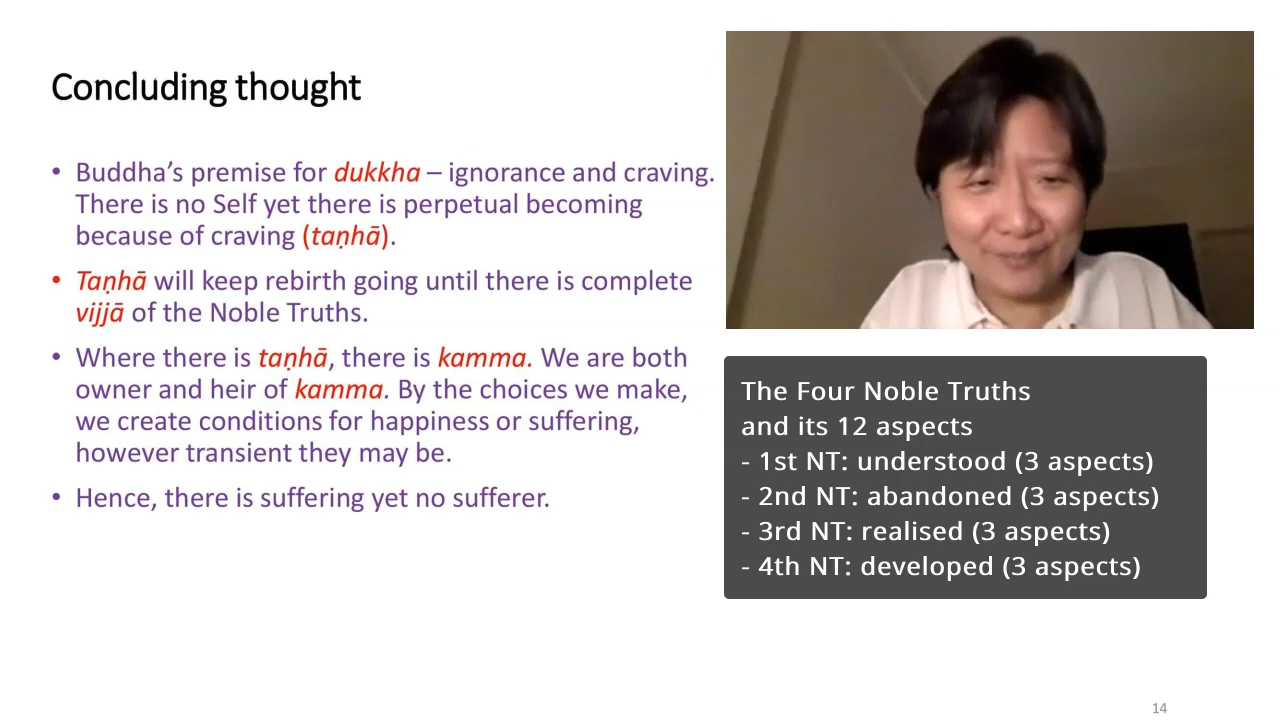 Concluding thought
• Buddha’s premise for dukkha – ignorance and craving.
There is no Self yet there is perpetual becoming
because of craving (taṇhā).
• Taṇhā will keep rebirth going until there is complete
vijjā of the Noble Truths.
• Where there is taṇhā, there is kamma. We are both
owner and heir of kamma. By the choices we make,
we create conditions for happiness or suffering,
however transient they may be.
• Hence, there is suffering yet no sufferer.
The Four Noble Truths
and its 12 aspects
- 1st NT: understood (3 aspects)
- 2nd NT: abandoned (3 aspects)
- 3rd NT: realised (3 aspects)
- 4th NT: developed (3 aspects)
14